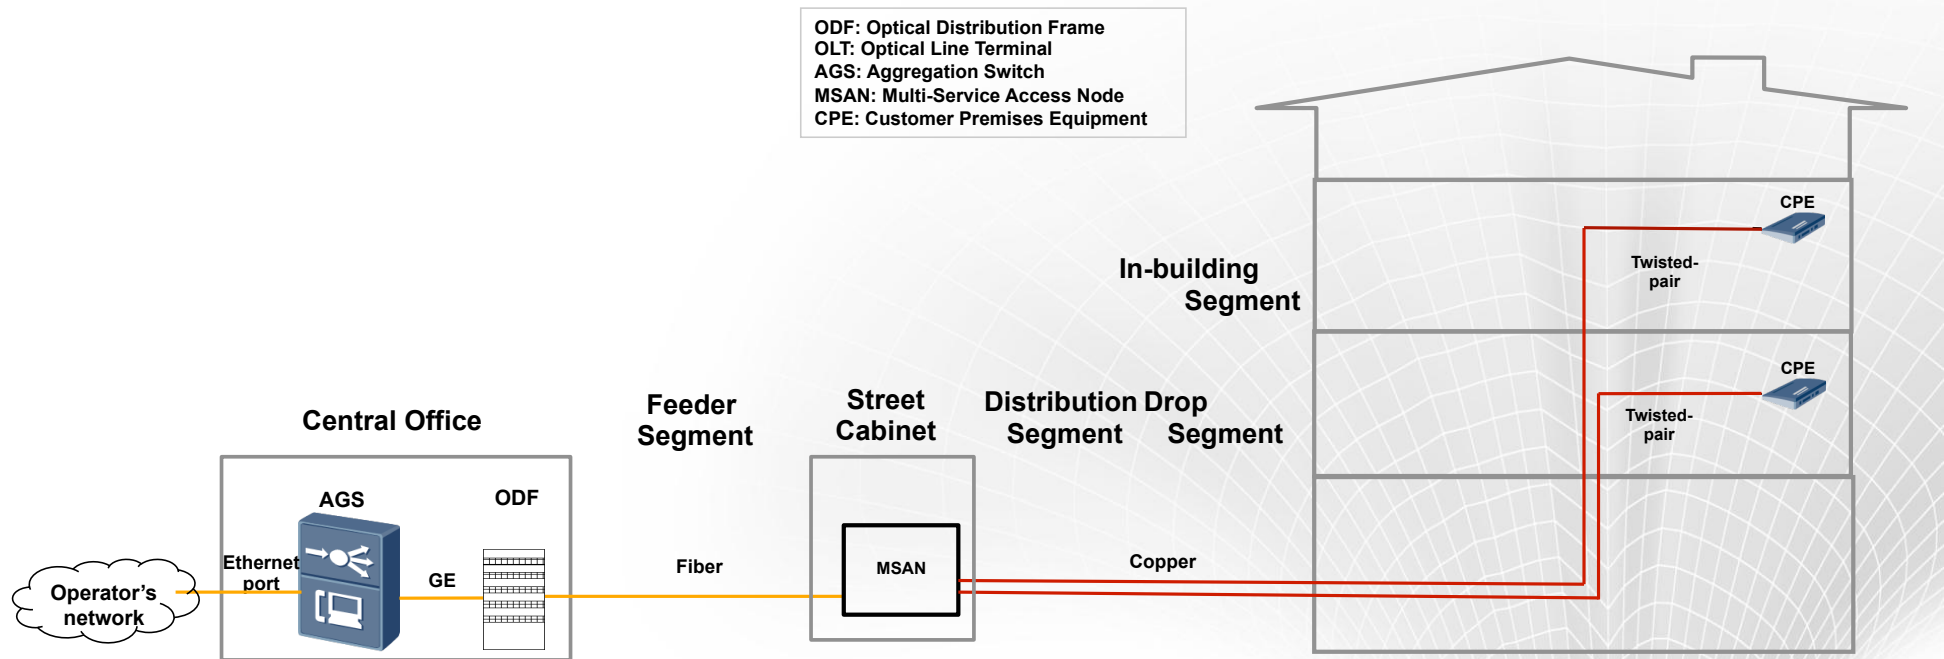 ODF: Optical Distribution Frame
OLT: Optical Line Terminal
AGS: Aggregation Switch
MSAN: Multi-Service Access Node
CPE: Customer Premises Equipment
CPE
Twisted-
pair
In-building
Segment
CPE
Twisted-
pair
Central Office
Feeder
Segment
Street
Cabinet
Distribution
Segment
Drop
Segment
AGS
ODF
Ethernet
port
GE
Fiber
MSAN
Copper
Operator's
network